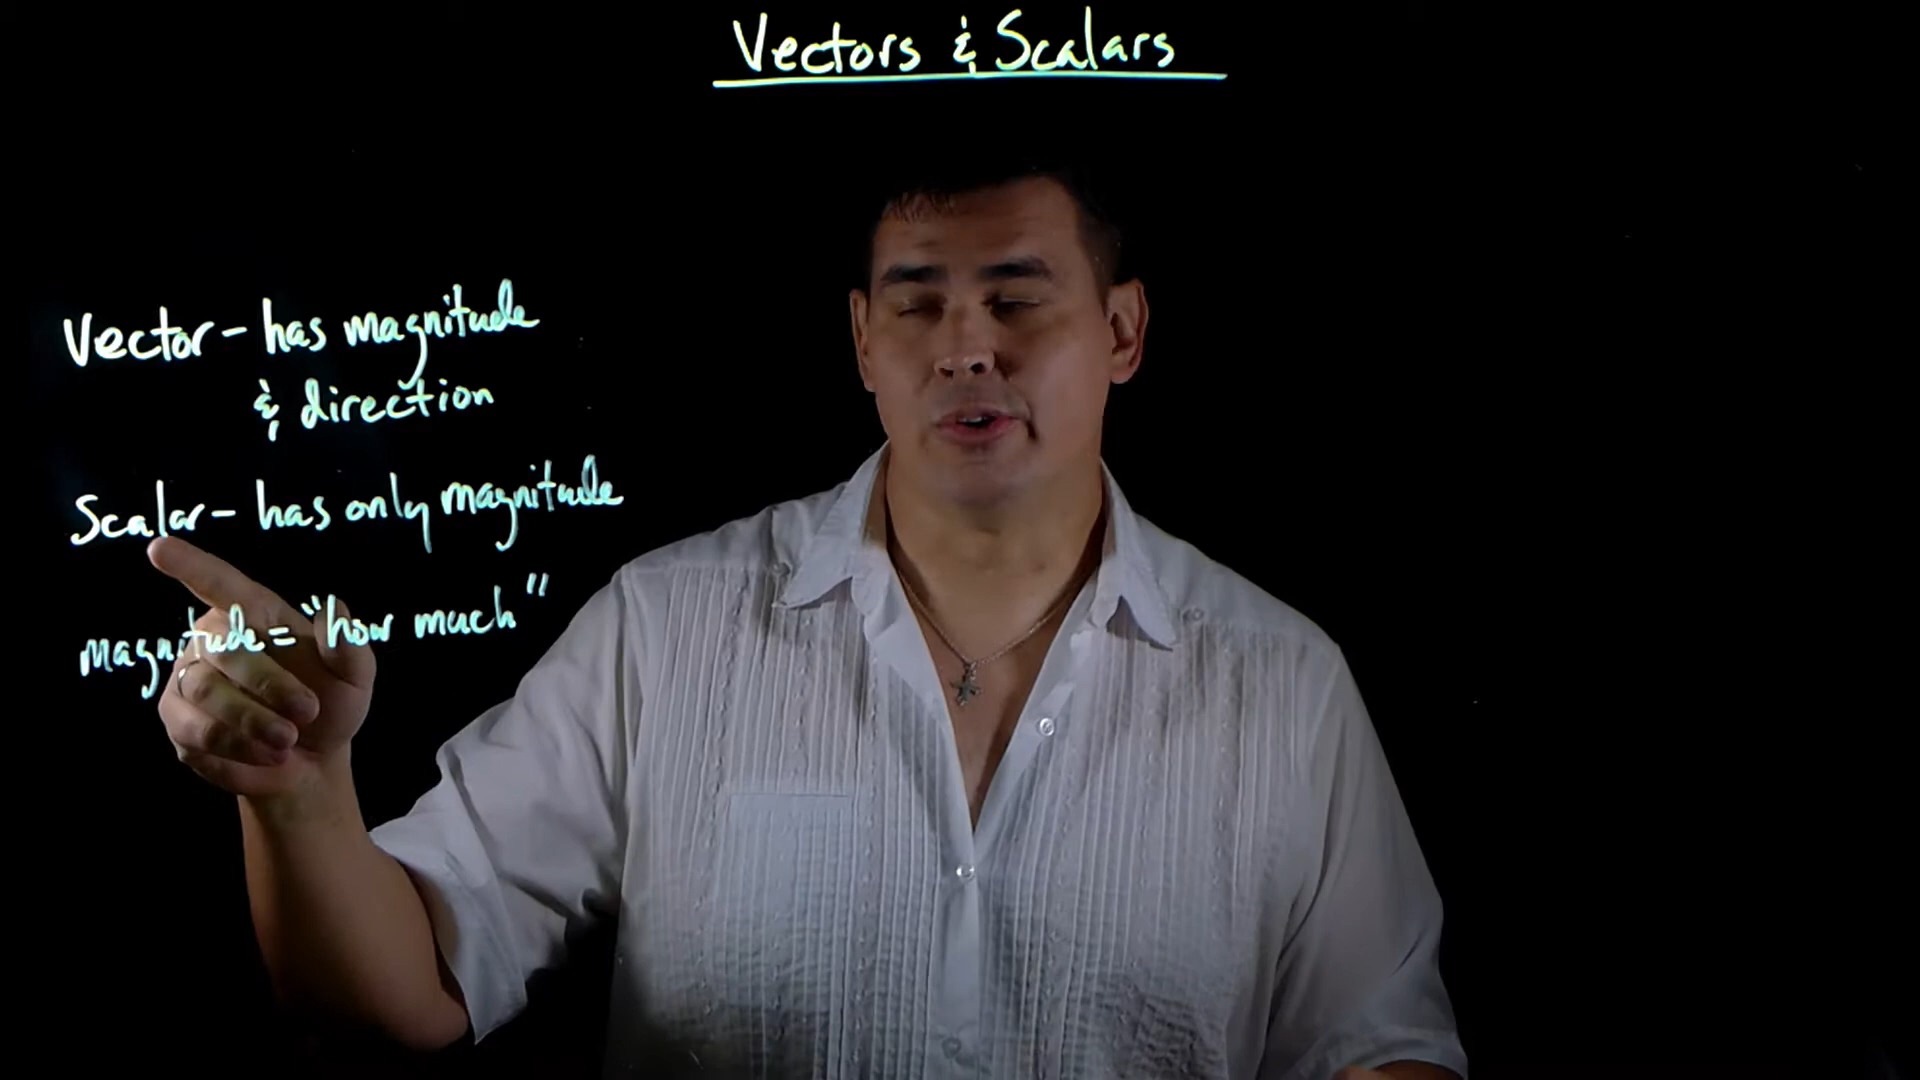 Vectors & Scalars
Vector - has magnitude
& direction
Scalar - has only magnitude
magnitude = "how much"